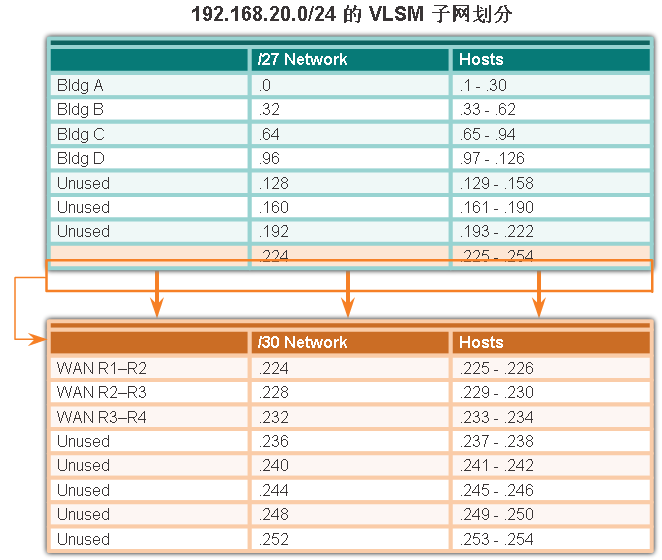 192.168.20.0/24 的 VLSM 子网划分
/27 Network Hosts
Bldg A .0 .1 - .30
Bldg B .32 .33 - .62
Bldg C .64 .65 - .94
Bldg D .96 .97 - .126
Unused .128 .129 - .158
Unused .160 .161 - .190
Unused .192 .193 - .222
.224 .225 - .254
/30 Network Hosts
WAN R1–R2 .224 .225 - .226
WAN R2–R3 .228 .229 - .230
WAN R3–R4 .232 .233 - .234
Unused .236 .237 - .238
Unused .240 .241 - .242
Unused .244 .245 - .246
Unused .248 .249 - .250
Unused .252 .253 - .254